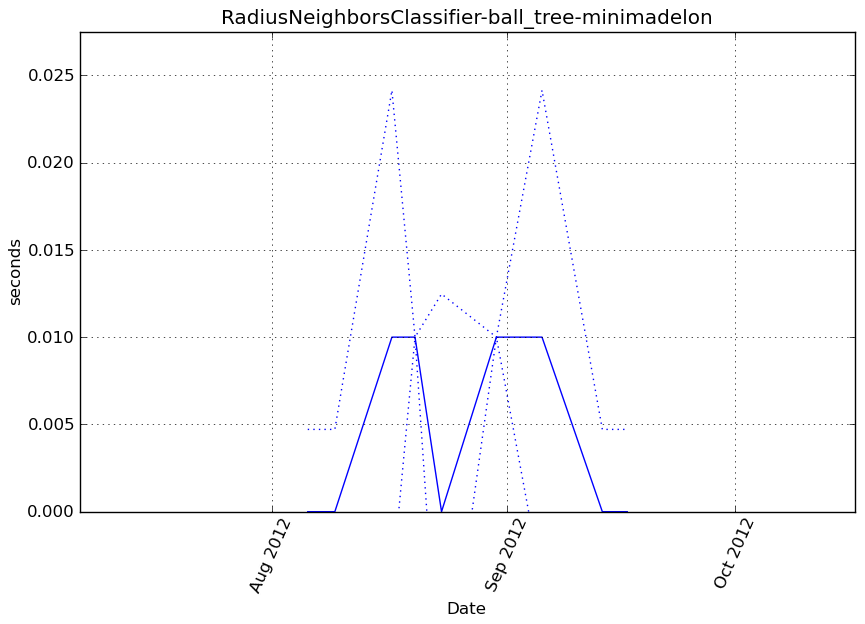 RadiusNeighborsClassifier-ball_tree-minimadelon
0.025
0.020
0.015
0.010
0.005
0.000
seconds
Aug 2012
Sep 2012
Oct 2012
Date